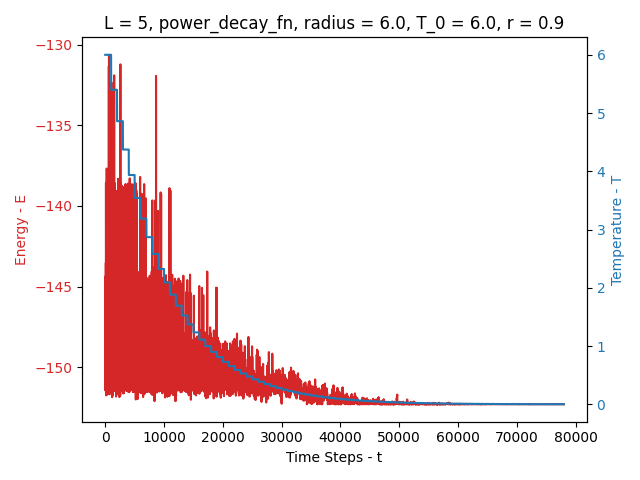 L = 5, power_decay_fn, radius = 6.0, T_0 = 6.0, r = 0.9
Energy - E
−130
−135
−140
−145
−150
Temperature - T
6
5
4
3
2
1
0
0 10000 20000 30000 40000 50000 60000 70000 80000
Time Steps - t